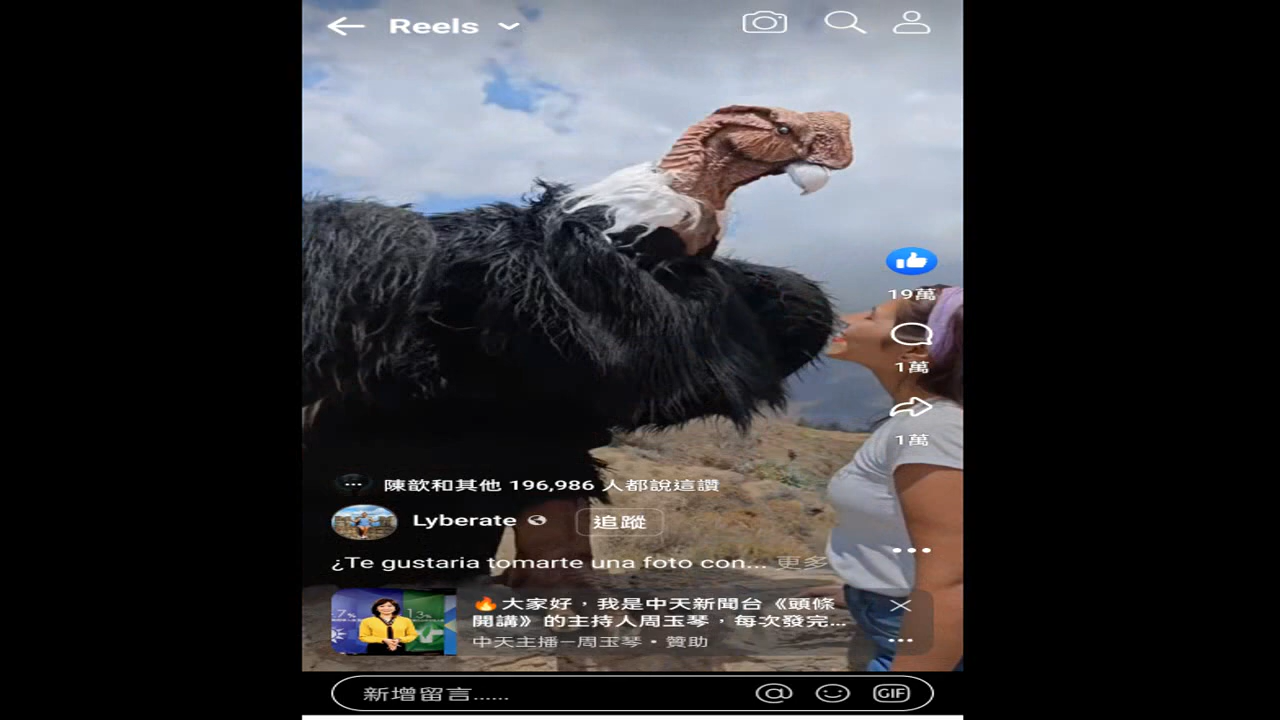 Reels
19萬
1萬
1萬
陳歆和其他 196,986 人都說這讚
Lyberate
追蹤
¿Te gustaria tomarte una foto con... 更多
🔥大家好，我是中天新聞台《頭條
開講》的主持人周玉琴，每次發完...
中天主播—周玉琴 • 贊助
新增留言......
GIF